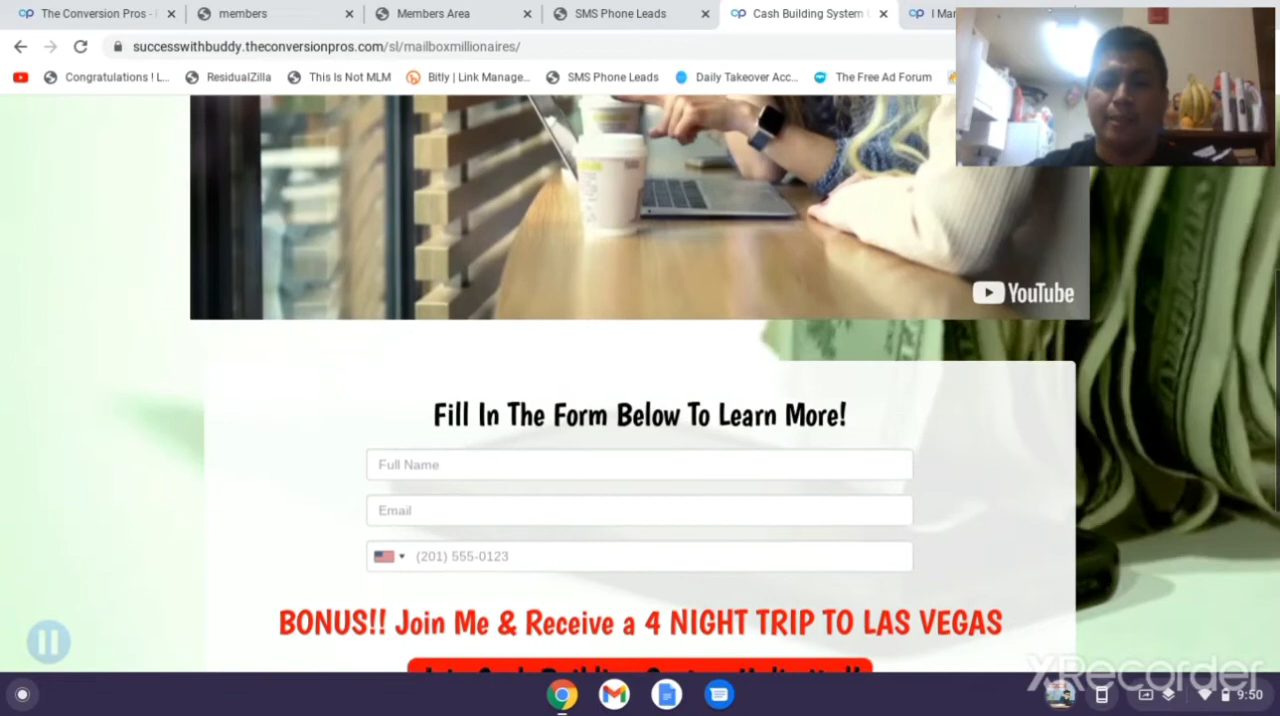 The Conversion Pros -
members
Members Area
SMS Phone Leads
Cash Building System
I Mar
successwithbuddy.theconversionpros.com/sl/mailboxmillionaires/
Congratulations ! L...
ResidualZilla
This Is Not MLM
Bitly | Link Manage...
SMS Phone Leads
Daily Takeover Acc...
The Free Ad Forum
YouTube
Fill In The Form Below To Learn More!
Full Name
Email
(201) 555-0123
BONUS!! Join Me & Receive a 4 NIGHT TRIP TO LAS VEGAS
XRecorder
9:50